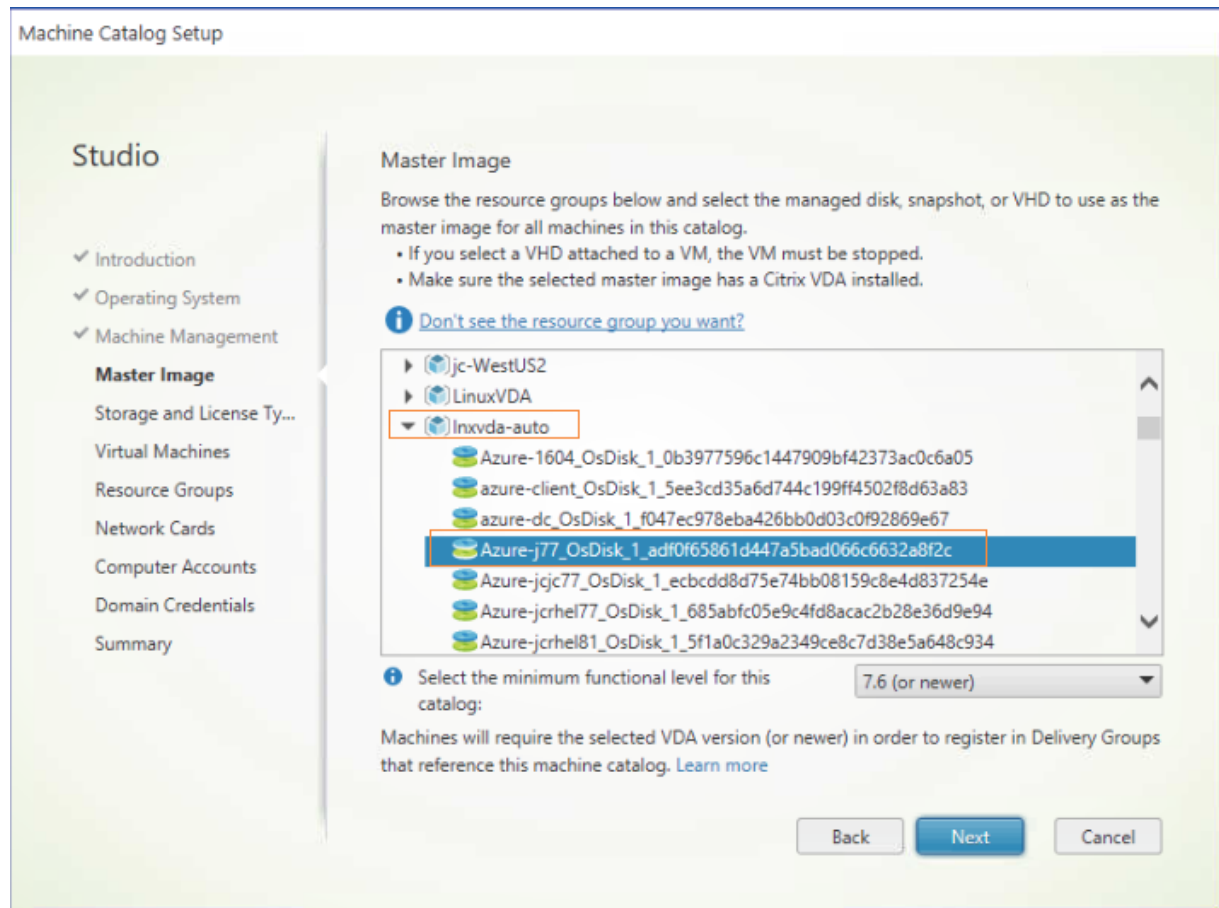 Machine Catalog Setup
Studio
Introduction
Operating System
Machine Management
Master Image
Storage and License Ty...
Virtual Machines
Resource Groups
Network Cards
Computer Accounts
Domain Credentials
Summary
Master Image
Browse the resource groups below and select the managed disk, snapshot, or VHD to use as the
master image for all machines in this catalog.
• If you select a VHD attached to a VM, the VM must be stopped.
• Make sure the selected master image has a Citrix VDA installed.
Don't see the resource group you want?
jc-WestUS2
LinuxVDA
lnxvda-auto
Azure-1604_OsDisk_1_0b3977596c1447909bf42373ac0c6a05
azure-client_OsDisk_1_5ee3cd35a6d744c199ff4502f8d63a83
azure-dc_OsDisk_1_f047ec978eba426bb0d03c0f92869e67
Azure-j77_OsDisk_1_adf0f65861d447a5bad066c6632a8f2c
Azure-jcjc77_OsDisk_1_ecbcdd8d75e74bb08159c8e4d837254e
Azure-jcrhel77_OsDisk_1_685abfc05e9c4fd8acac2b28e36d9e94
Azure-jcrhel81_OsDisk_1_5f1a0c329a2349ce8c7d38e5a648c934
Select the minimum functional level for this
catalog:
7.6 (or newer)
Machines will require the selected VDA version (or newer) in order to register in Delivery Groups
that reference this machine catalog. Learn more
Back
Next
Cancel